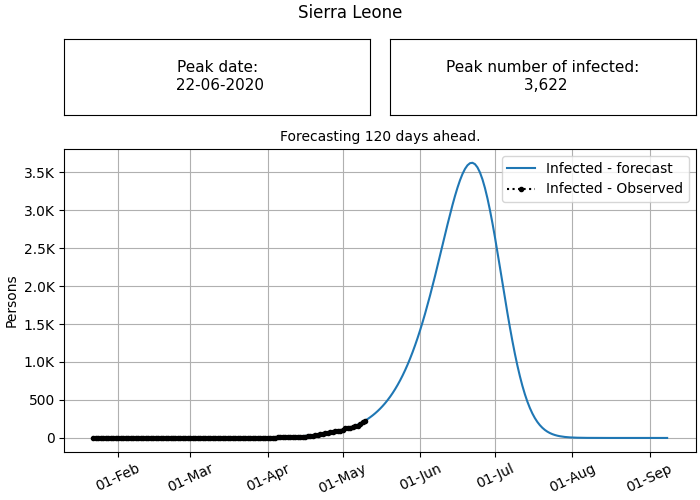 Sierra Leone
Peak date:
22-06-2020
Peak number of infected:
3,622
Forecasting 120 days ahead.
Infected - forecast
Infected - Observed
Persons
3.5K
3.0K
2.5K
2.0K
1.5K
1.0K
500
0
01-Feb
01-Mar
01-Apr
01-May
01-Jun
01-Jul
01-Aug
01-Sep